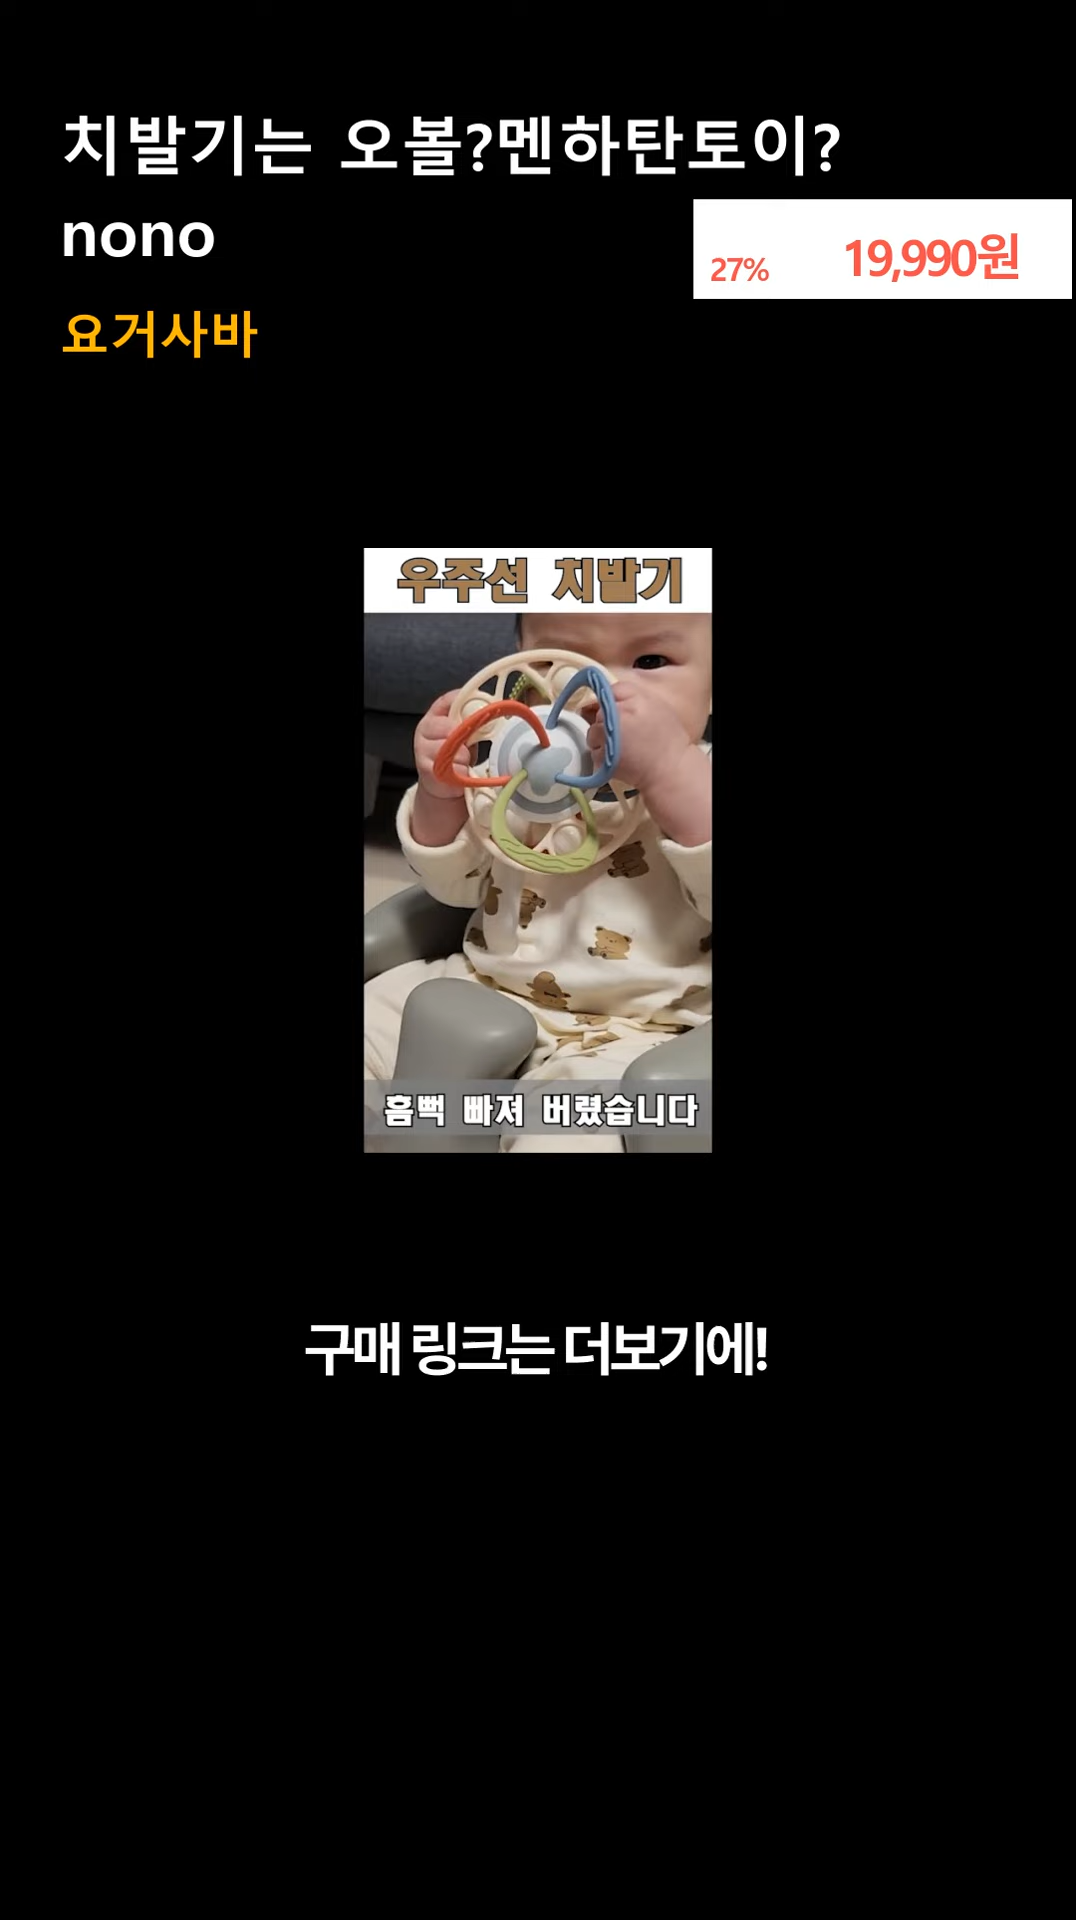 치발기는 오볼?멘하탄토이?
nono
27% 19,990원
요거사바
우주선 치발기
흠뻑 빠져 버렸습니다
구매 링크는 더보기에!